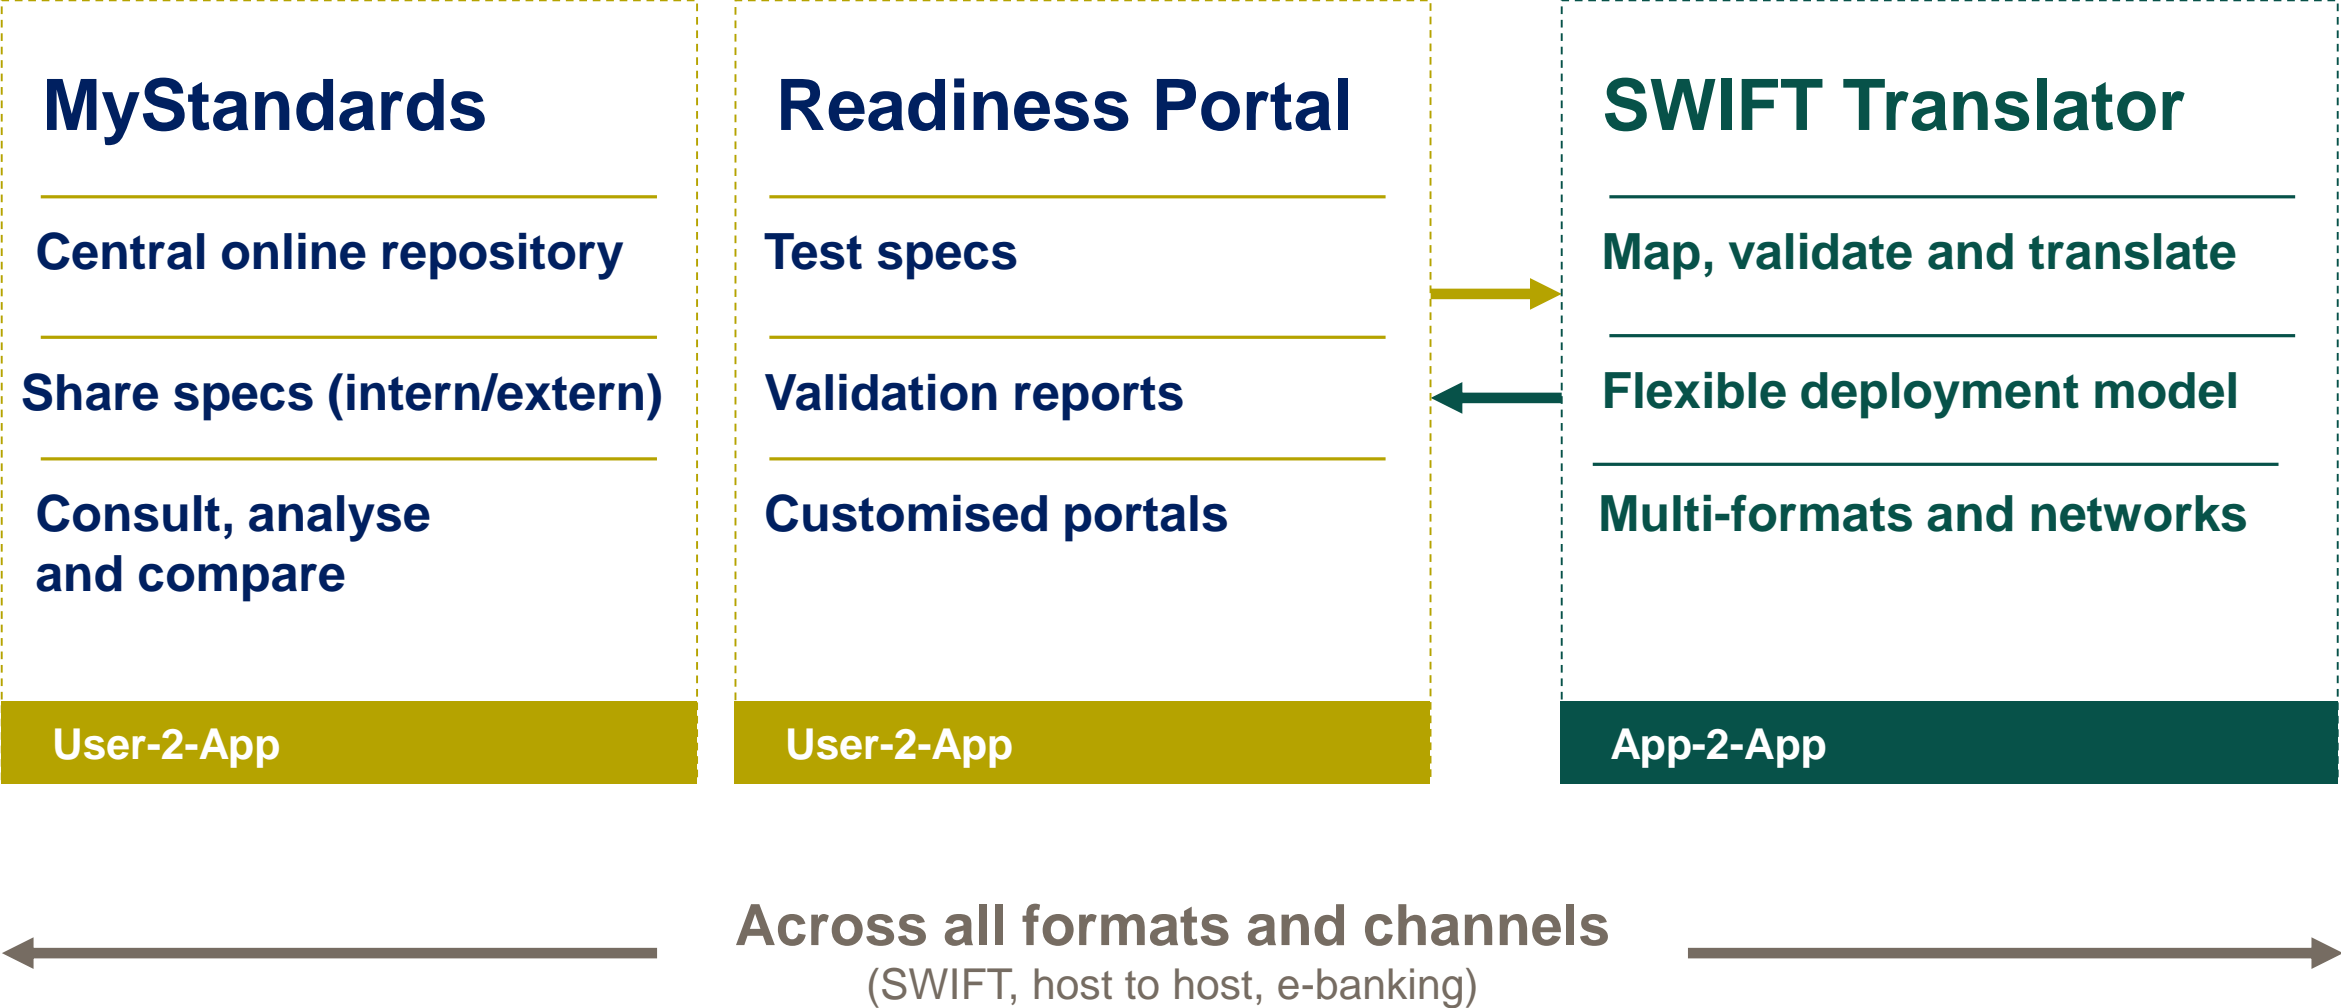 MyStandards
Central online repository
Share specs (intern/extern)
Consult, analyse
and compare
User-2-App
Readiness Portal
Test specs
Validation reports
Customised portals
User-2-App
SWIFT Translator
Map, validate and translate
Flexible deployment model
Multi-formats and networks
App-2-App
Across all formats and channels
(SWIFT, host to host, e-banking)